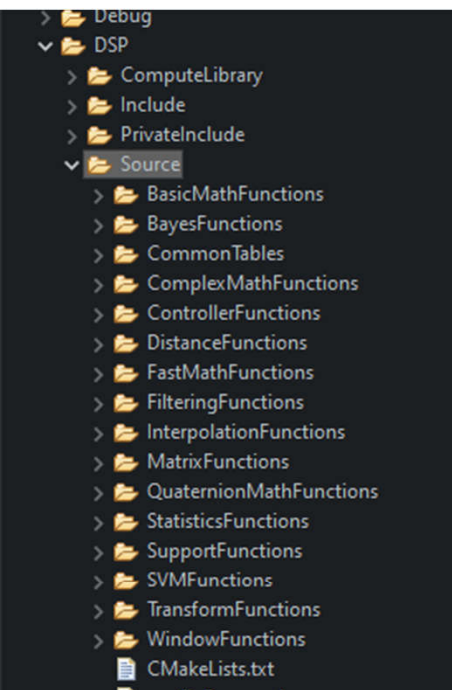 Debug
DSP
ComputeLibrary
Include
PrivateInclude
Source
BasicMathFunctions
BayesFunctions
CommonTables
ComplexMathFunctions
ControllerFunctions
DistanceFunctions
FastMathFunctions
FilteringFunctions
InterpolationFunctions
MatrixFunctions
QuaternionMathFunctions
StatisticsFunctions
SupportFunctions
SVMFunctions
TransformFunctions
WindowFunctions
CMakeLists.txt